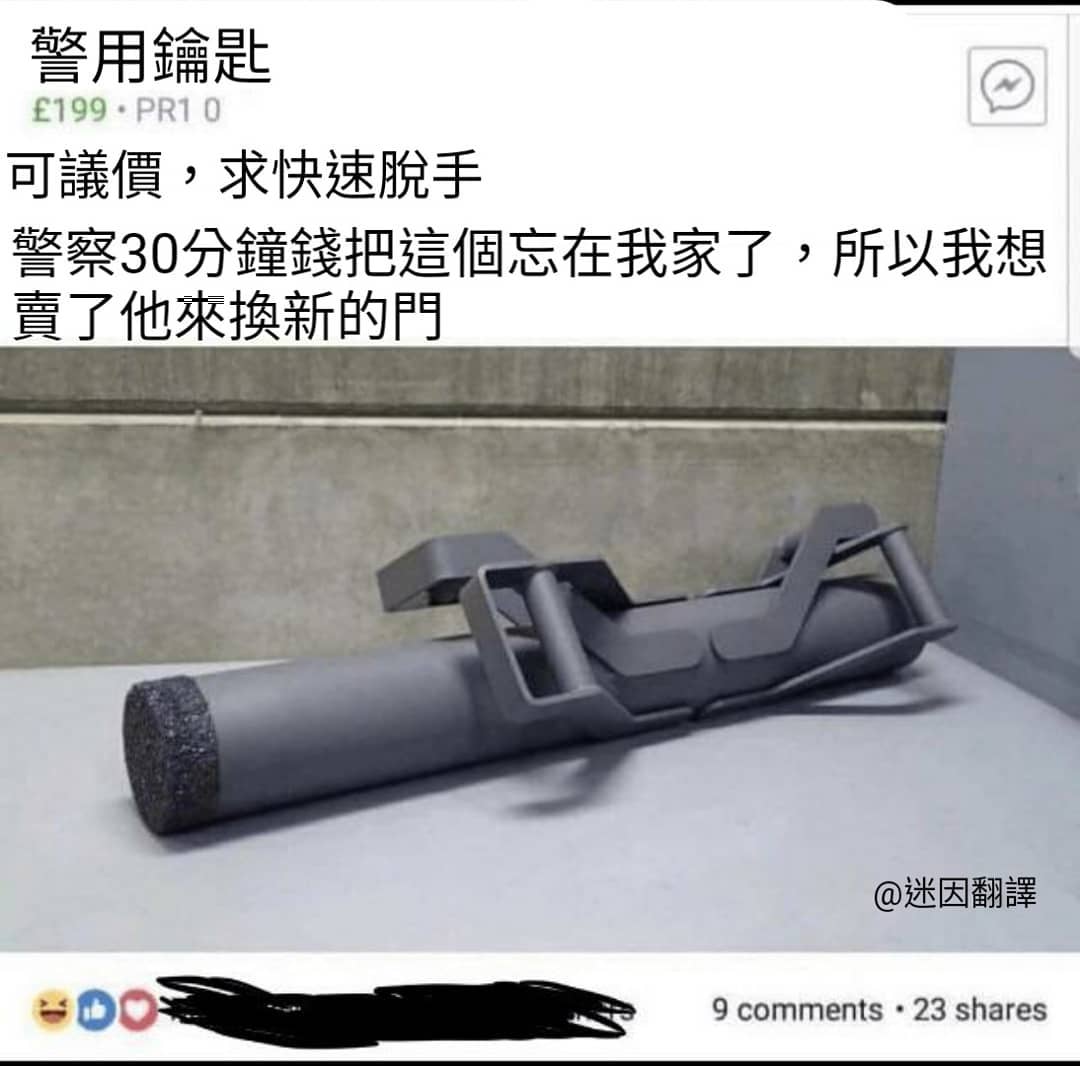 警用鑰匙
£199 • PR1 0
可議價，求快速脫手
警察30分鐘錢把這個忘在我家了，所以我想
賣了他來換新的門
@迷因翻譯
9 comments • 23 shares